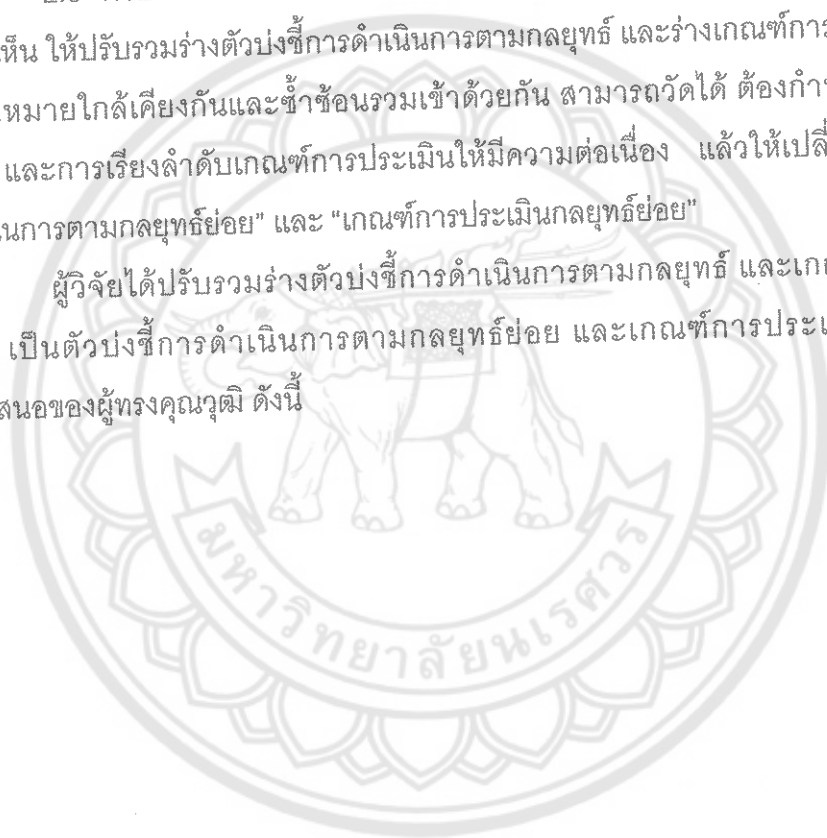 เห็น ให้ปรับรวมร่างตัวบ่งชี้การดำเนินการตามกลยุทธ์ และร่างเกณฑ์การ
หมายใกล้เคียงกันและซ้ำซ้อนรวมเข้าด้วยกัน สามารถวัดได้ ต้องกำ
และการเรียงลำดับเกณฑ์การประเมินให้มีความต่อเนื่อง แล้วให้เปลี่
นการตามกลยุทธ์ย่อย” และ “เกณฑ์การประเมินกลยุทธ์ย่อย”
ผู้วิจัยได้ปรับรวมร่างตัวบ่งชี้การดำเนินการตามกลยุทธ์ และเก
เป็นตัวบ่งชี้การดำเนินการตามกลยุทธ์ย่อย และเกณฑ์การประเ
สนอของผู้ทรงคุณวุฒิ ดังนี้
มหาวิทยาลัยนเรศวร